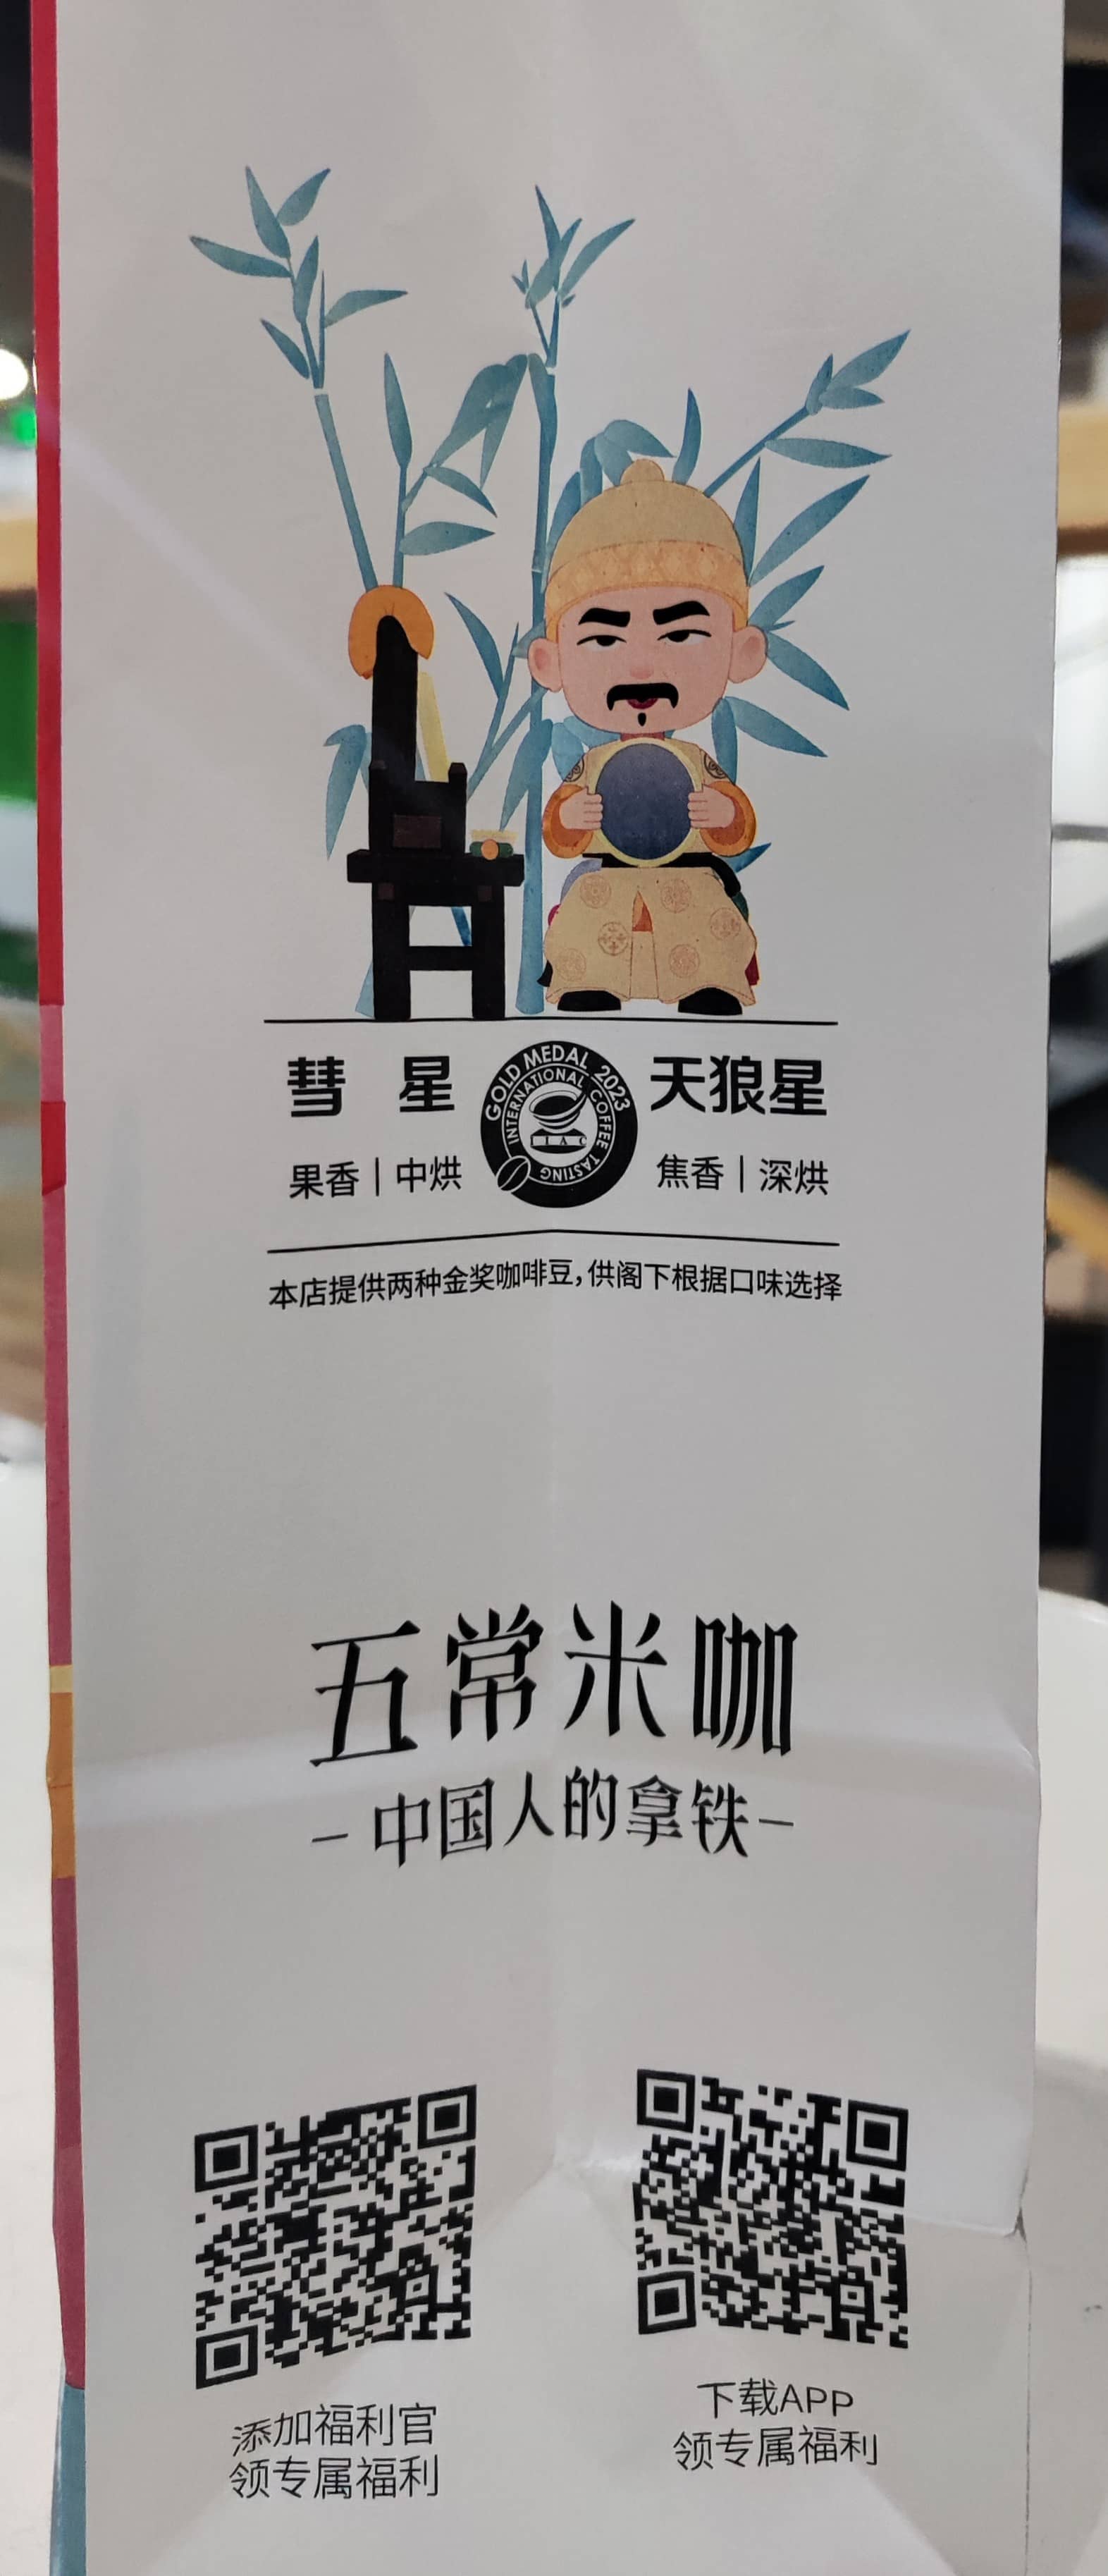 彗 星
果香 | 中烘
GOLD MEDAL 2023
INTERNATIONAL COFFEE TASTING
IIAC
天狼星
焦香 | 深烘
本店提供两种金奖咖啡豆,供阁下根据口味选择
五常米咖
– 中国人的拿铁 –
添加福利官
领专属福利
下载APP
领专属福利